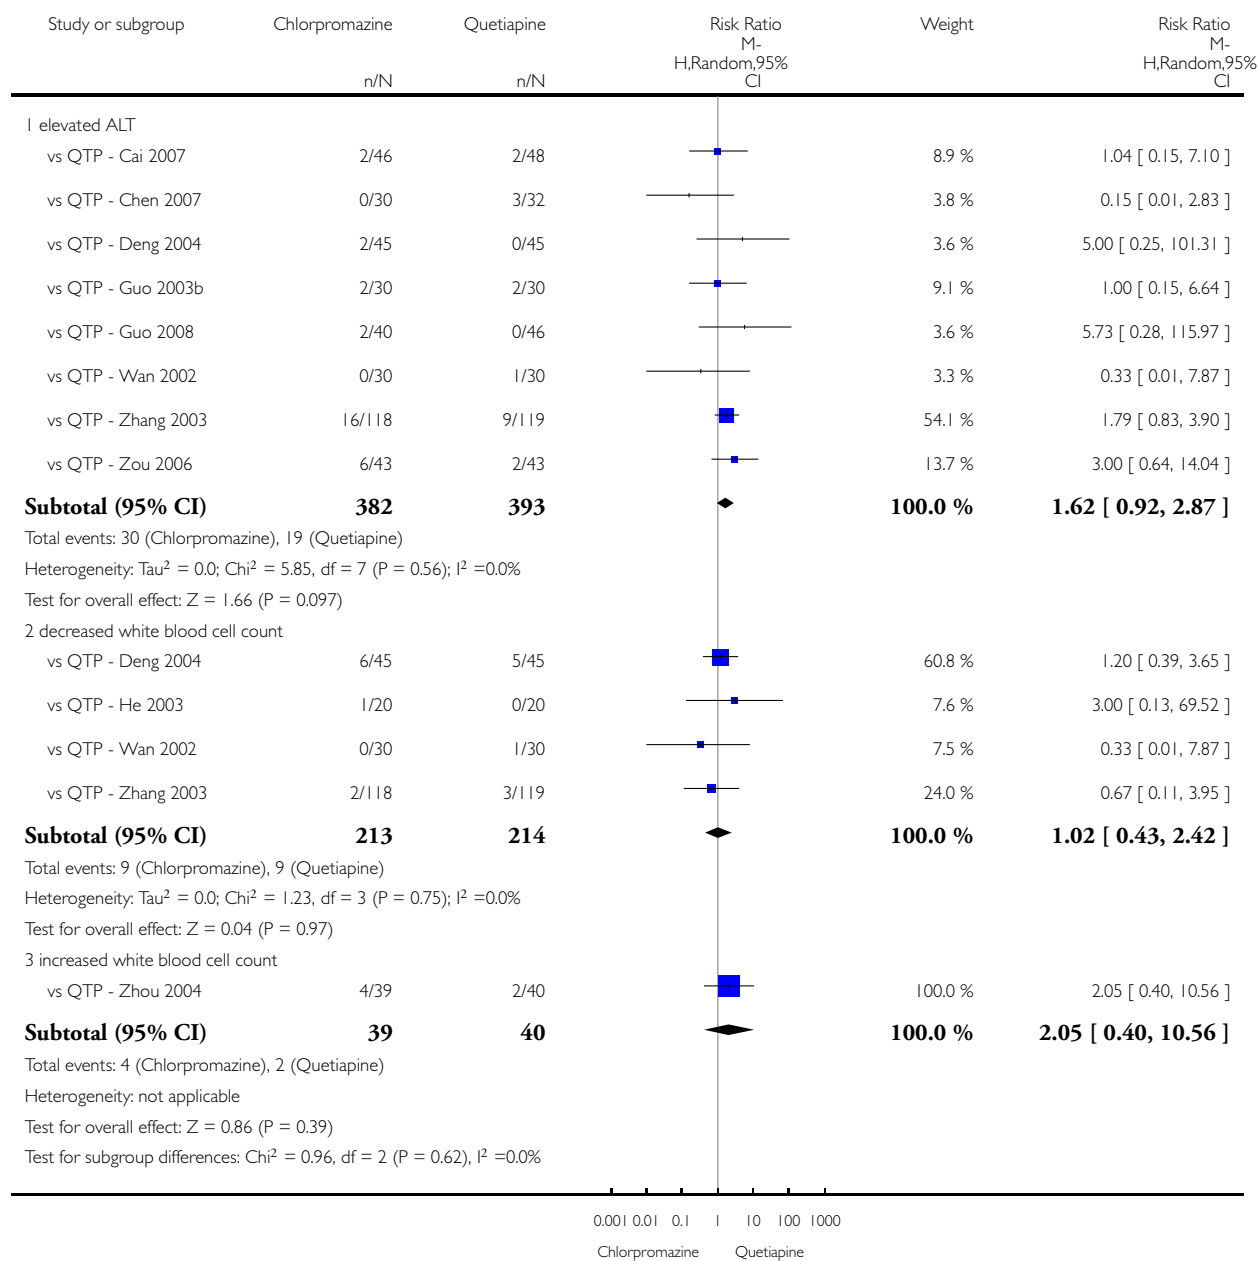 Study or subgroup Chlorpromazine Quetiapine Risk Ratio Weight Risk Ratio
M- M-
H,Random,95% H,Random,95%
n/N n/N CI CI
1 elevated ALT
vs QTP - Cai 2007 2/46 2/48 8.9 % 1.04 [ 0.15, 7.10 ]
vs QTP - Chen 2007 0/30 3/32 3.8 % 0.15 [ 0.01, 2.83 ]
vs QTP - Deng 2004 2/45 0/45 3.6 % 5.00 [ 0.25, 101.31 ]
vs QTP - Guo 2003b 2/30 2/30 9.1 % 1.00 [ 0.15, 6.64 ]
vs QTP - Guo 2008 2/40 0/46 3.6 % 5.73 [ 0.28, 115.97 ]
vs QTP - Wan 2002 0/30 1/30 3.3 % 0.33 [ 0.01, 7.87 ]
vs QTP - Zhang 2003 16/118 9/119 54.1 % 1.79 [ 0.83, 3.90 ]
vs QTP - Zou 2006 6/43 2/43 13.7 % 3.00 [ 0.64, 14.04 ]
Subtotal (95% CI) 382 393 100.0 % 1.62 [ 0.92, 2.87 ]
Total events: 30 (Chlorpromazine), 19 (Quetiapine)
Heterogeneity: Tau² = 0.0; Chi² = 5.85, df = 7 (P = 0.56); I² =0.0%
Test for overall effect: Z = 1.66 (P = 0.097)
2 decreased white blood cell count
vs QTP - Deng 2004 6/45 5/45 60.8 % 1.20 [ 0.39, 3.65 ]
vs QTP - He 2003 1/20 0/20 7.6 % 3.00 [ 0.13, 69.52 ]
vs QTP - Wan 2002 0/30 1/30 7.5 % 0.33 [ 0.01, 7.87 ]
vs QTP - Zhang 2003 2/118 3/119 24.0 % 0.67 [ 0.11, 3.95 ]
Subtotal (95% CI) 213 214 100.0 % 1.02 [ 0.43, 2.42 ]
Total events: 9 (Chlorpromazine), 9 (Quetiapine)
Heterogeneity: Tau² = 0.0; Chi² = 1.23, df = 3 (P = 0.75); I² =0.0%
Test for overall effect: Z = 0.04 (P = 0.97)
3 increased white blood cell count
vs QTP - Zhou 2004 4/39 2/40 100.0 % 2.05 [ 0.40, 10.56 ]
Subtotal (95% CI) 39 40 100.0 % 2.05 [ 0.40, 10.56 ]
Total events: 4 (Chlorpromazine), 2 (Quetiapine)
Heterogeneity: not applicable
Test for overall effect: Z = 0.86 (P = 0.39)
Test for subgroup differences: Chi² = 0.96, df = 2 (P = 0.62), I² =0.0%
0.001 0.01 0.1 1 10 100 1000
Chlorpromazine Quetiapine